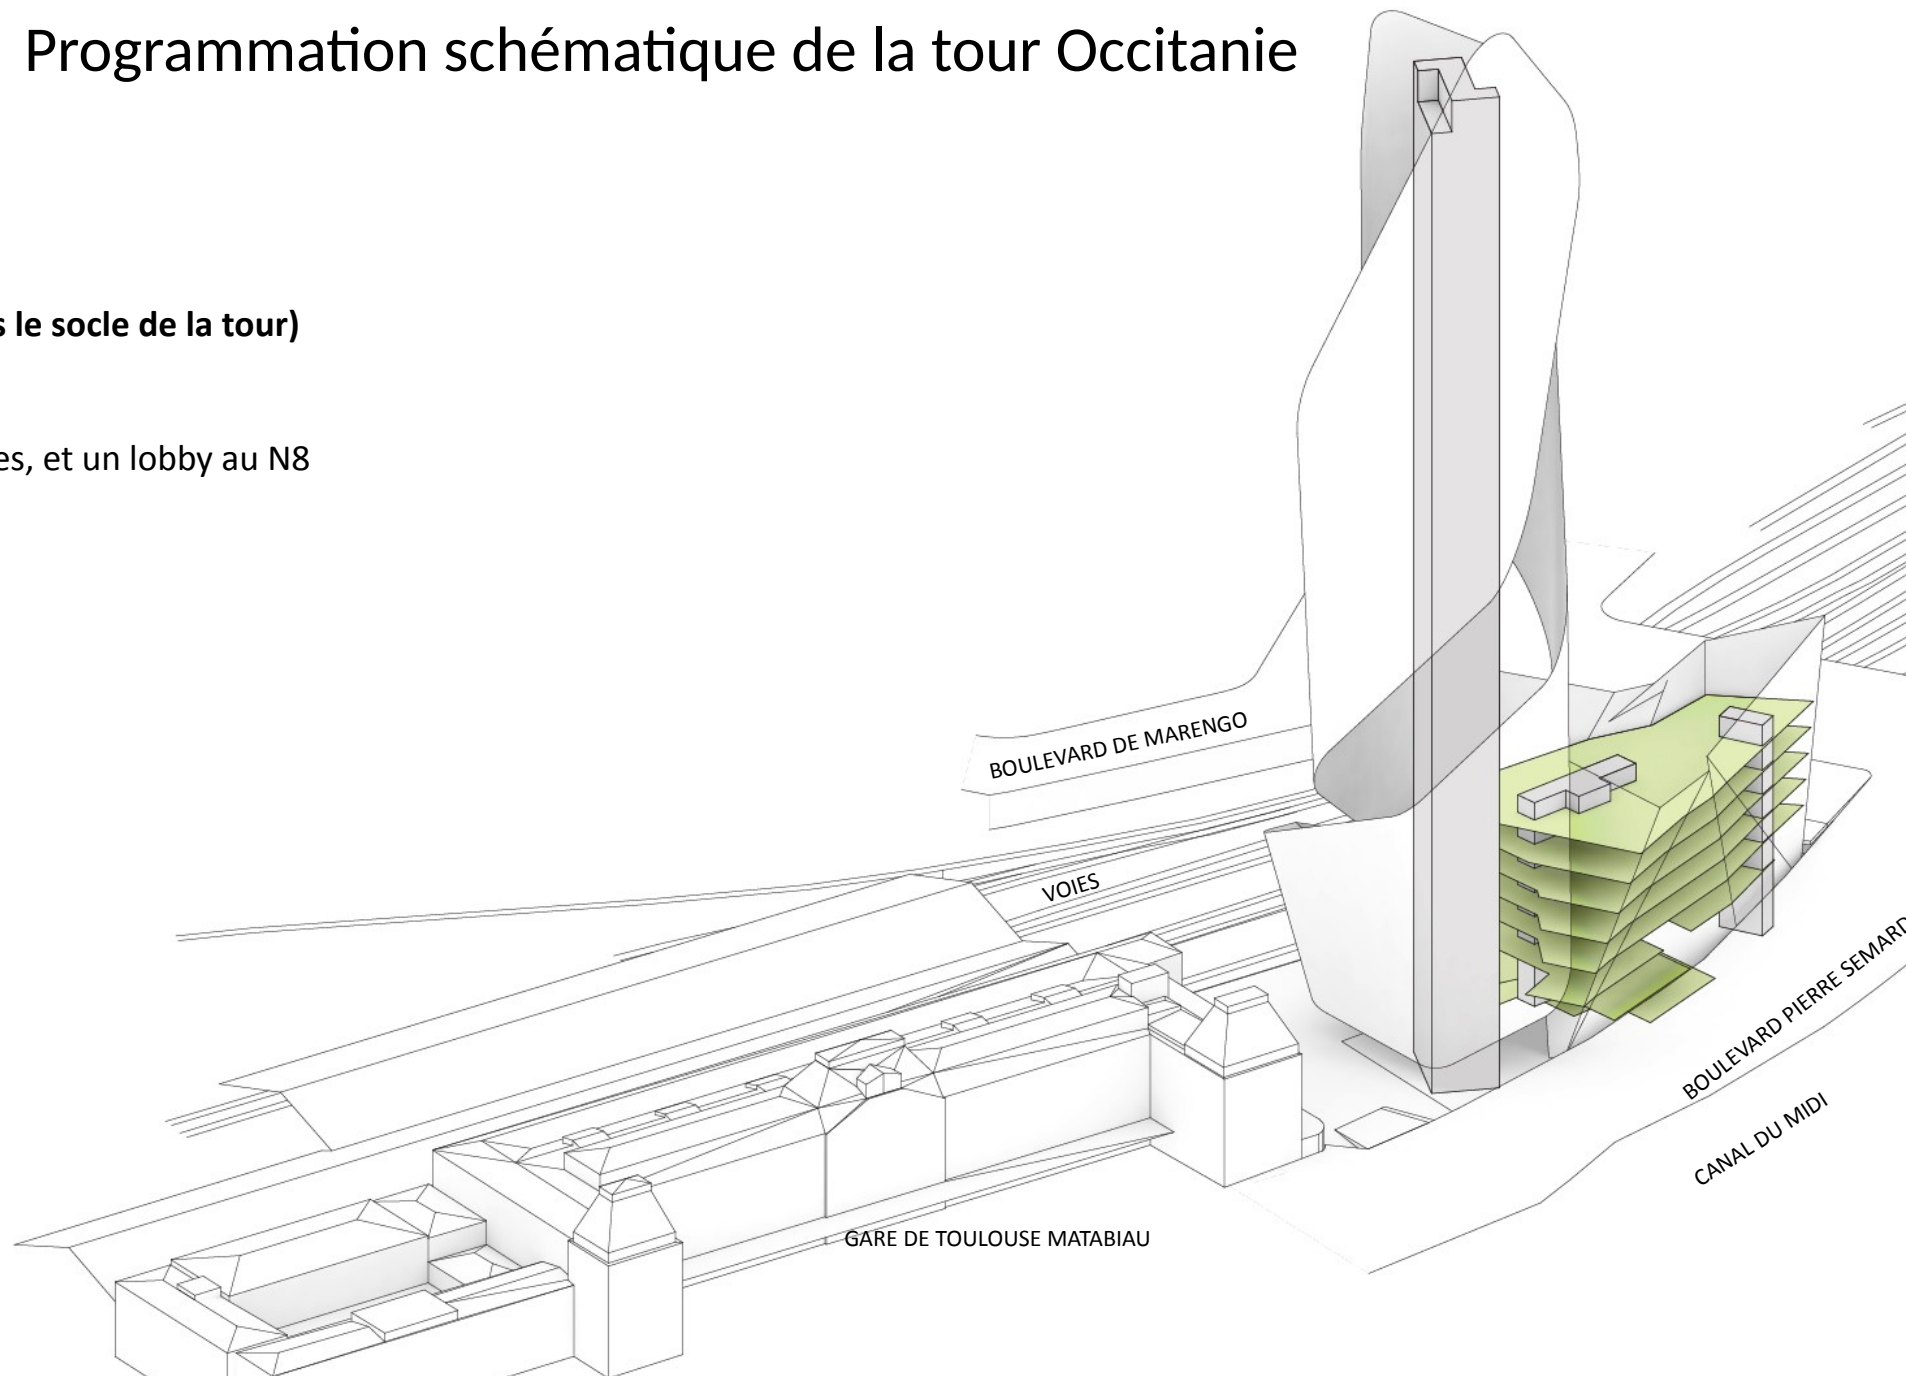 Programmation schématique de la tour Occitanie
le socle de la tour)
et un lobby au N8
BOULEVARD DE MARENGO
VOIES
BOULEVARD PIERRE SEMARD
CANAL DU MIDI
GARE DE TOULOUSE MATABIAU